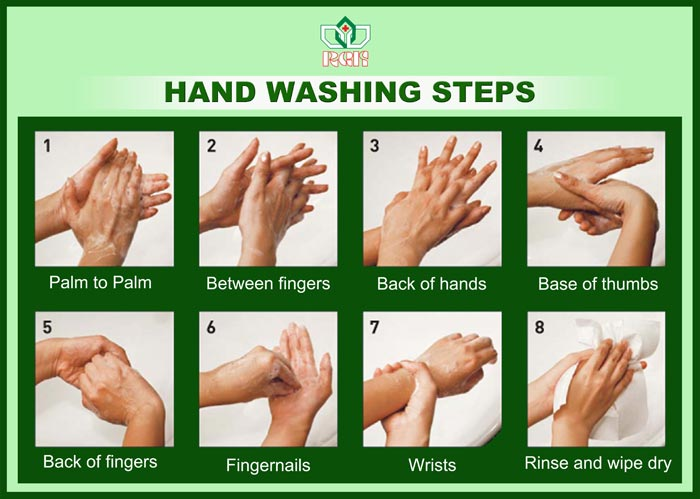 RGH
HAND WASHING STEPS
1
Palm to Palm
2
Between fingers
3
Back of hands
4
Base of thumbs
5
Back of fingers
6
Fingernails
7
Wrists
8
Rinse and wipe dry